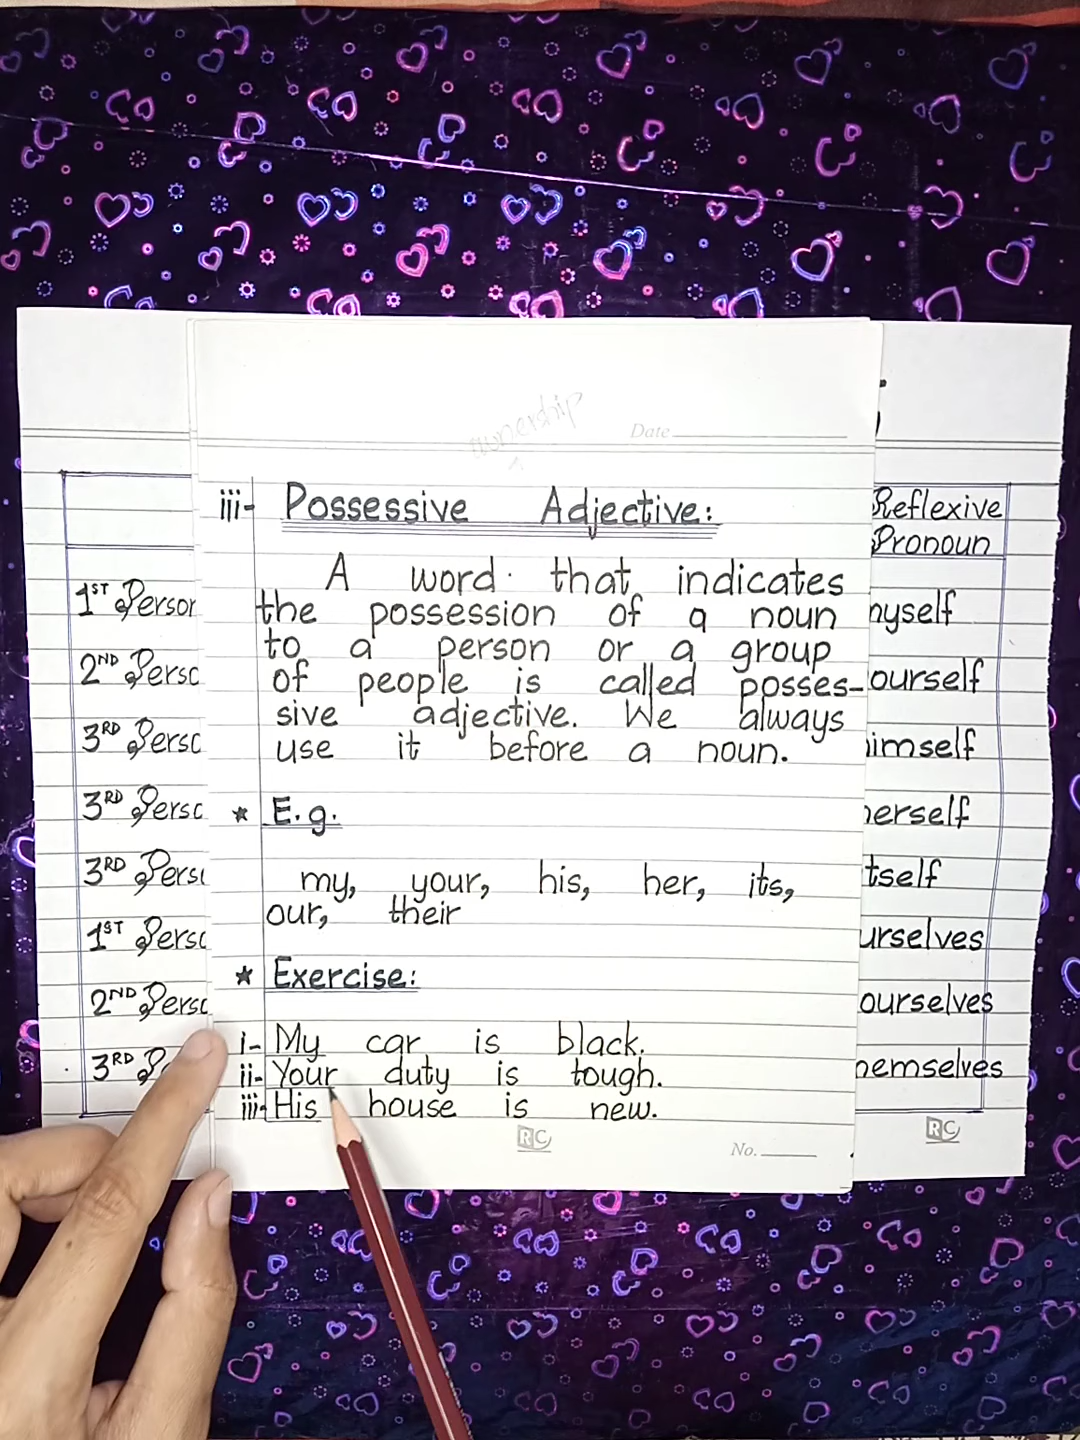 ownership
Date
iii- Possessive Adjective:
A word that indicates
the possession of a noun
to a person or a group
of people is called posses-
sive adjective. We always
use it before a noun.
* E.g.
my, your, his, her, its,
our, their
* Exercise:
i- My car is black.
ii- Your duty is tough.
iii- His house is new.
RC
No.
1ST Person
2ND Perso
3RD Perso
3RD Perso
3RD Pers
1ST Perso
2ND Perso
3RD Pe
Reflexive
Pronoun
myself
ourself
imself
herself
tself
urselves
ourselves
hemselves
RC